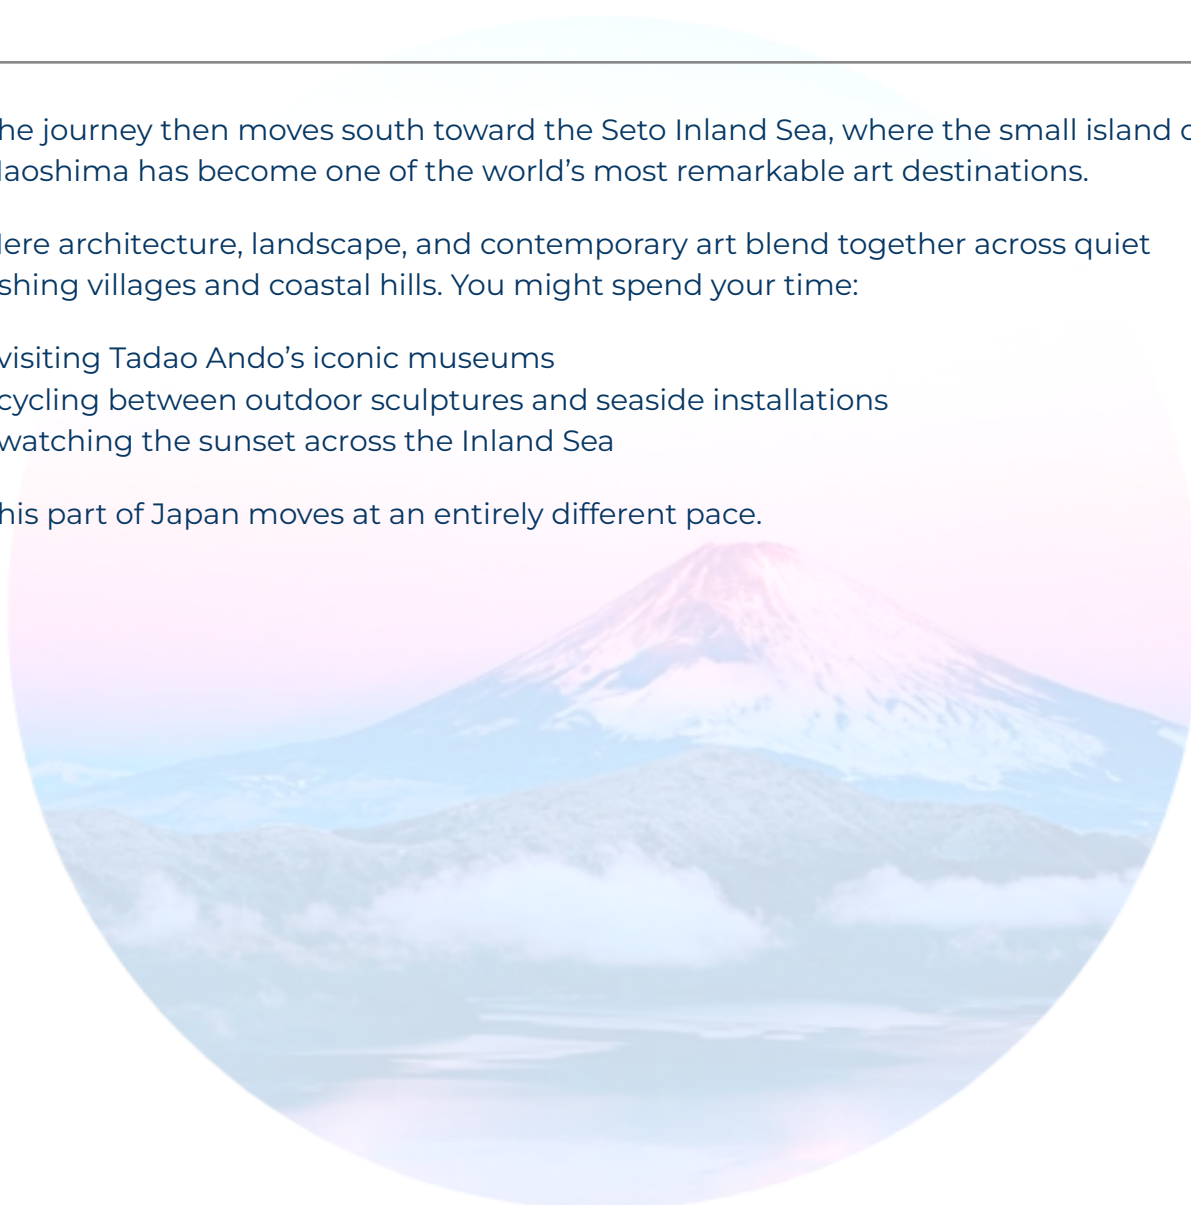 he journey then moves south toward the Seto Inland Sea, where the small island
aoshima has become one of the world’s most remarkable art destinations.
ere architecture, landscape, and contemporary art blend together across quiet
shing villages and coastal hills. You might spend your time:
visiting Tadao Ando’s iconic museums
cycling between outdoor sculptures and seaside installations
watching the sunset across the Inland Sea
his part of Japan moves at an entirely different pace.